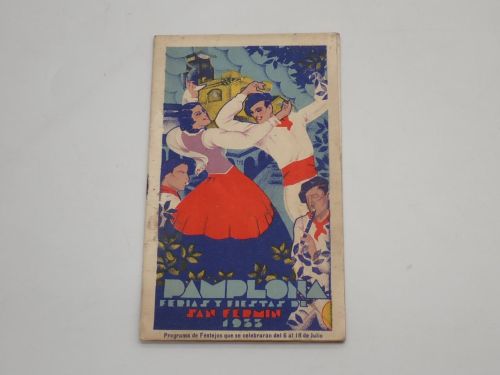 PAMPLONA
FERIAS Y FIESTAS DE
SAN FERMIN
1933
Programa de Festejos que se celebrarán del 6 al 18 de Julio